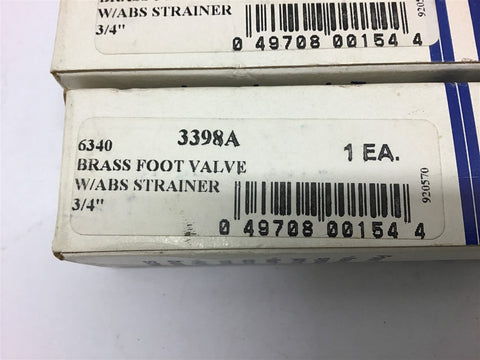 W/ABS STRAINER
3/4"
0 49708 00154 4
6340 3398A
1 EA.
BRASS FOOT VALVE
W/ABS STRAINER
3/4"
920570
0 49708 00154 4